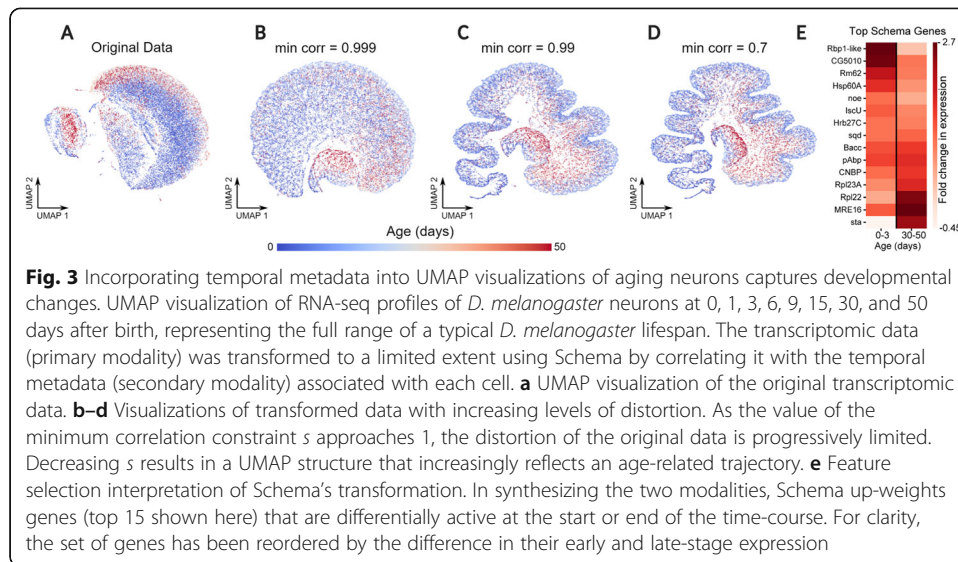 A
Original Data
B
min corr = 0.999
C
min corr = 0.99
D
min corr = 0.7
E
Top Schema Genes
Rbp1-like
CG5010
Rm62
Hsp60A
noe
IscU
Hrb27C
sqd
Bacc
pAbp
CNBP
Rpl23A
Rpl22
MRE16
sta
0-3
30-50
Age (days)
2.7
Fold change in expression
-0.45
UMAP 2
UMAP 1
UMAP 2
UMAP 1
UMAP 2
UMAP 1
UMAP 2
UMAP 1
Age (days)
0
50
Fig. 3 Incorporating temporal metadata into UMAP visualizations of aging neurons captures developmental
changes. UMAP visualization of RNA-seq profiles of D. melanogaster neurons at 0, 1, 3, 6, 9, 15, 30, and 50
days after birth, representing the full range of a typical D. melanogaster lifespan. The transcriptomic data
(primary modality) was transformed to a limited extent using Schema by correlating it with the temporal
metadata (secondary modality) associated with each cell. a UMAP visualization of the original transcriptomic
data. b–d Visualizations of transformed data with increasing levels of distortion. As the value of the
minimum correlation constraint s approaches 1, the distortion of the original data is progressively limited.
Decreasing s results in a UMAP structure that increasingly reflects an age-related trajectory. e Feature
selection interpretation of Schema's transformation. In synthesizing the two modalities, Schema up-weights
genes (top 15 shown here) that are differentially active at the start or end of the time-course. For clarity,
the set of genes has been reordered by the difference in their early and late-stage expression